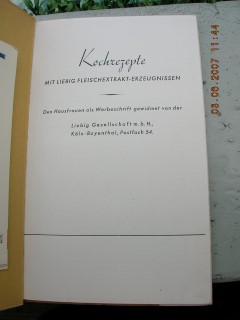 Kochrezepte
MIT LIEBIG FLEISCHEXTRAKT-ERZEUGNISSEN
Den Hausfrauen als Werbeschrift gewidmet von der
Liebig Gesellschaft m. b. H.,
Köln-Bayenthal, Postfach 54.
03-08-2007 11:44